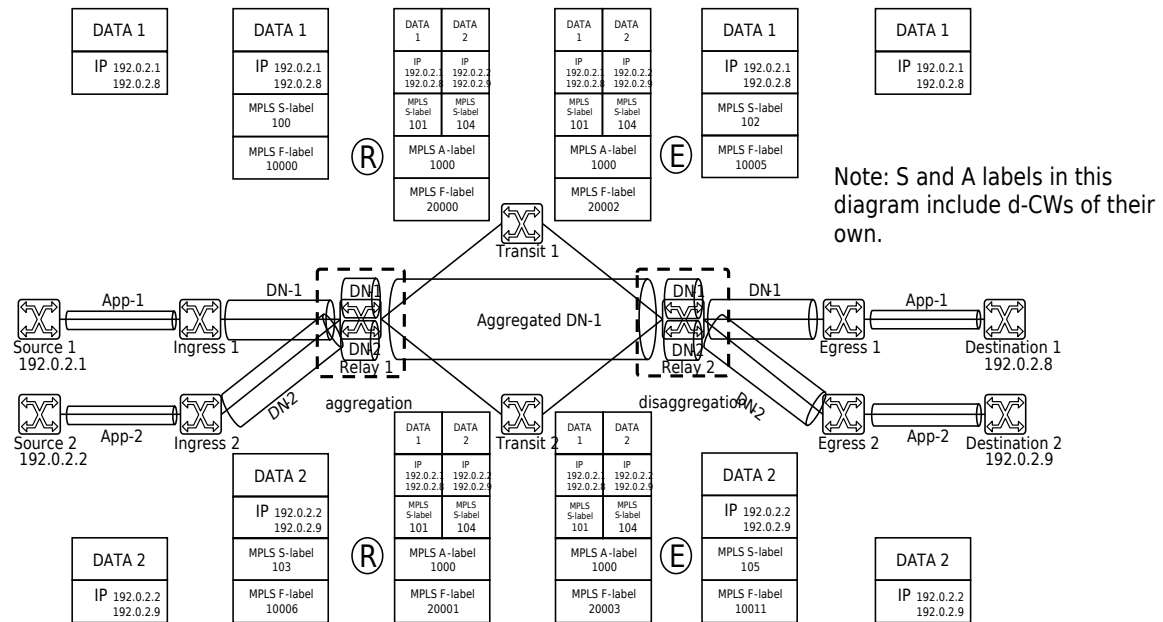 DATA 1
IP 192.0.2.1
192.0.2.8
DATA 1
IP 192.0.2.1
192.0.2.8
MPLS S-label
100
MPLS F-label
10000
R
DATA
1
DATA
2
IP
192.0.2.1
192.0.2.8
IP
192.0.2.2
192.0.2.9
MPLS
S-label
101
MPLS
S-label
104
MPLS A-label
1000
MPLS F-label
20000
DATA
1
DATA
2
IP
192.0.2.1
192.0.2.8
IP
192.0.2.2
192.0.2.9
MPLS
S-label
101
MPLS
S-label
104
MPLS A-label
1000
MPLS F-label
20002
E
DATA 1
IP 192.0.2.1
192.0.2.8
MPLS S-label
102
MPLS F-label
10005
DATA 1
IP 192.0.2.1
192.0.2.8
Note: S and A labels in this
diagram include d-CWs of their
own.
Transit 1
App-1
DN-1
DN-1
Aggregated DN-1
DN-1
DN-1
App-1
Source 1
192.0.2.1
Ingress 1
DN-2
Relay 1
DN-2
Relay 2
Egress 1
Destination 1
192.0.2.8
aggregation
disaggregation
App-2
DN-2
DN-2
App-2
Source 2
192.0.2.2
Ingress 2
Transit 2
Egress 2
Destination 2
192.0.2.9
DATA 2
IP 192.0.2.2
192.0.2.9
DATA 2
IP 192.0.2.2
192.0.2.9
MPLS S-label
103
MPLS F-label
10006
R
DATA
1
DATA
2
IP
192.0.2.1
192.0.2.8
IP
192.0.2.2
192.0.2.9
MPLS
S-label
101
MPLS
S-label
104
MPLS A-label
1000
MPLS F-label
20001
DATA
1
DATA
2
IP
192.0.2.1
192.0.2.8
IP
192.0.2.2
192.0.2.9
MPLS
S-label
101
MPLS
S-label
104
MPLS A-label
1000
MPLS F-label
20003
E
DATA 2
IP 192.0.2.2
192.0.2.9
MPLS S-label
105
MPLS F-label
10011
DATA 2
IP 192.0.2.2
192.0.2.9